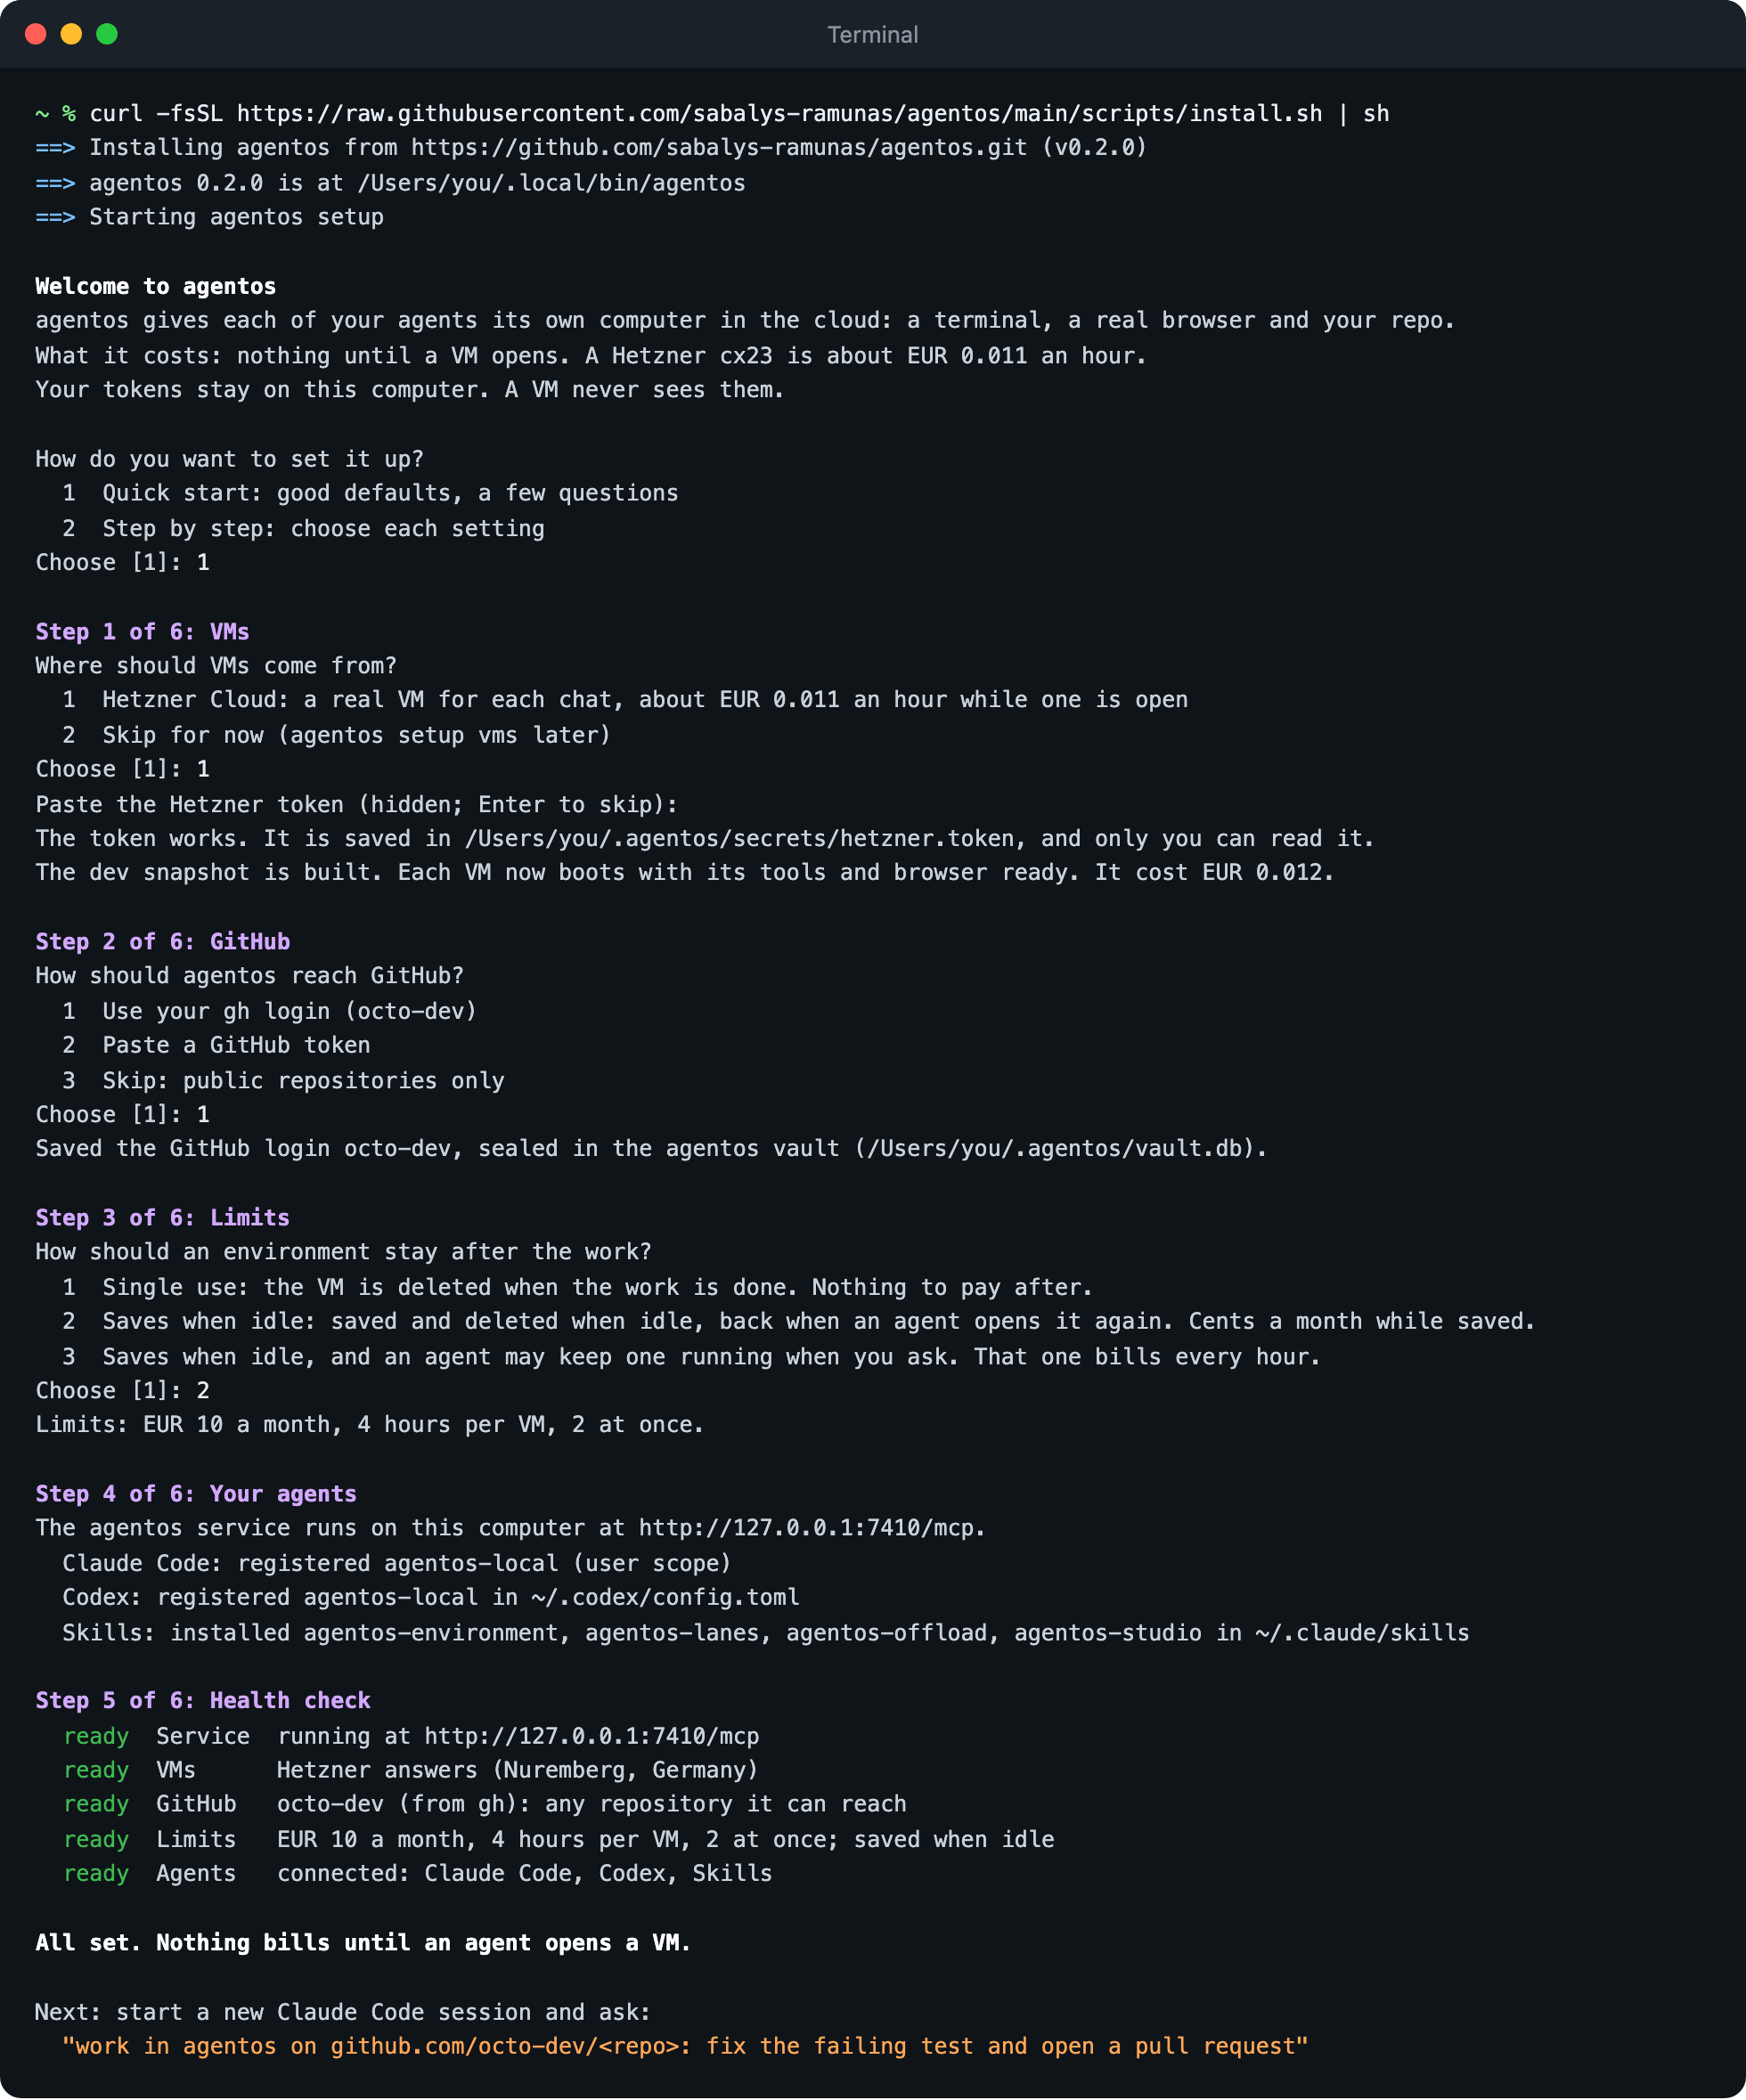 Terminal
~ % curl -fsSL https://raw.githubusercontent.com/sabalys-ramunas/agentos/main/scripts/install.sh | sh
==> Installing agentos from https://github.com/sabalys-ramunas/agentos.git (v0.2.0)
==> agentos 0.2.0 is at /Users/you/.local/bin/agentos
==> Starting agentos setup
Welcome to agentos
agentos gives each of your agents its own computer in the cloud: a terminal, a real browser and your repo.
What it costs: nothing until a VM opens. A Hetzner cx23 is about EUR 0.011 an hour.
Your tokens stay on this computer. A VM never sees them.
How do you want to set it up?
1  Quick start: good defaults, a few questions
2  Step by step: choose each setting
Choose [1]: 1
Step 1 of 6: VMs
Where should VMs come from?
1  Hetzner Cloud: a real VM for each chat, about EUR 0.011 an hour while one is open
2  Skip for now (agentos setup vms later)
Choose [1]: 1
Paste the Hetzner token (hidden; Enter to skip):
The token works. It is saved in /Users/you/.agentos/secrets/hetzner.token, and only you can read it.
The dev snapshot is built. Each VM now boots with its tools and browser ready. It cost EUR 0.012.
Step 2 of 6: GitHub
How should agentos reach GitHub?
1  Use your gh login (octo-dev)
2  Paste a GitHub token
3  Skip: public repositories only
Choose [1]: 1
Saved the GitHub login octo-dev, sealed in the agentos vault (/Users/you/.agentos/vault.db).
Step 3 of 6: Limits
How should an environment stay after the work?
1  Single use: the VM is deleted when the work is done. Nothing to pay after.
2  Saves when idle: saved and deleted when idle, back when an agent opens it again. Cents a month while saved.
3  Saves when idle, and an agent may keep one running when you ask. That one bills every hour.
Choose [1]: 2
Limits: EUR 10 a month, 4 hours per VM, 2 at once.
Step 4 of 6: Your agents
The agentos service runs on this computer at http://127.0.0.1:7410/mcp.
Claude Code: registered agentos-local (user scope)
Codex: registered agentos-local in ~/.codex/config.toml
Skills: installed agentos-environment, agentos-lanes, agentos-offload, agentos-studio in ~/.claude/skills
Step 5 of 6: Health check
ready  Service  running at http://127.0.0.1:7410/mcp
ready  VMs      Hetzner answers (Nuremberg, Germany)
ready  GitHub   octo-dev (from gh): any repository it can reach
ready  Limits   EUR 10 a month, 4 hours per VM, 2 at once; saved when idle
ready  Agents   connected: Claude Code, Codex, Skills
All set. Nothing bills until an agent opens a VM.
Next: start a new Claude Code session and ask:
"work in agentos on github.com/octo-dev/<repo>: fix the failing test and open a pull request"